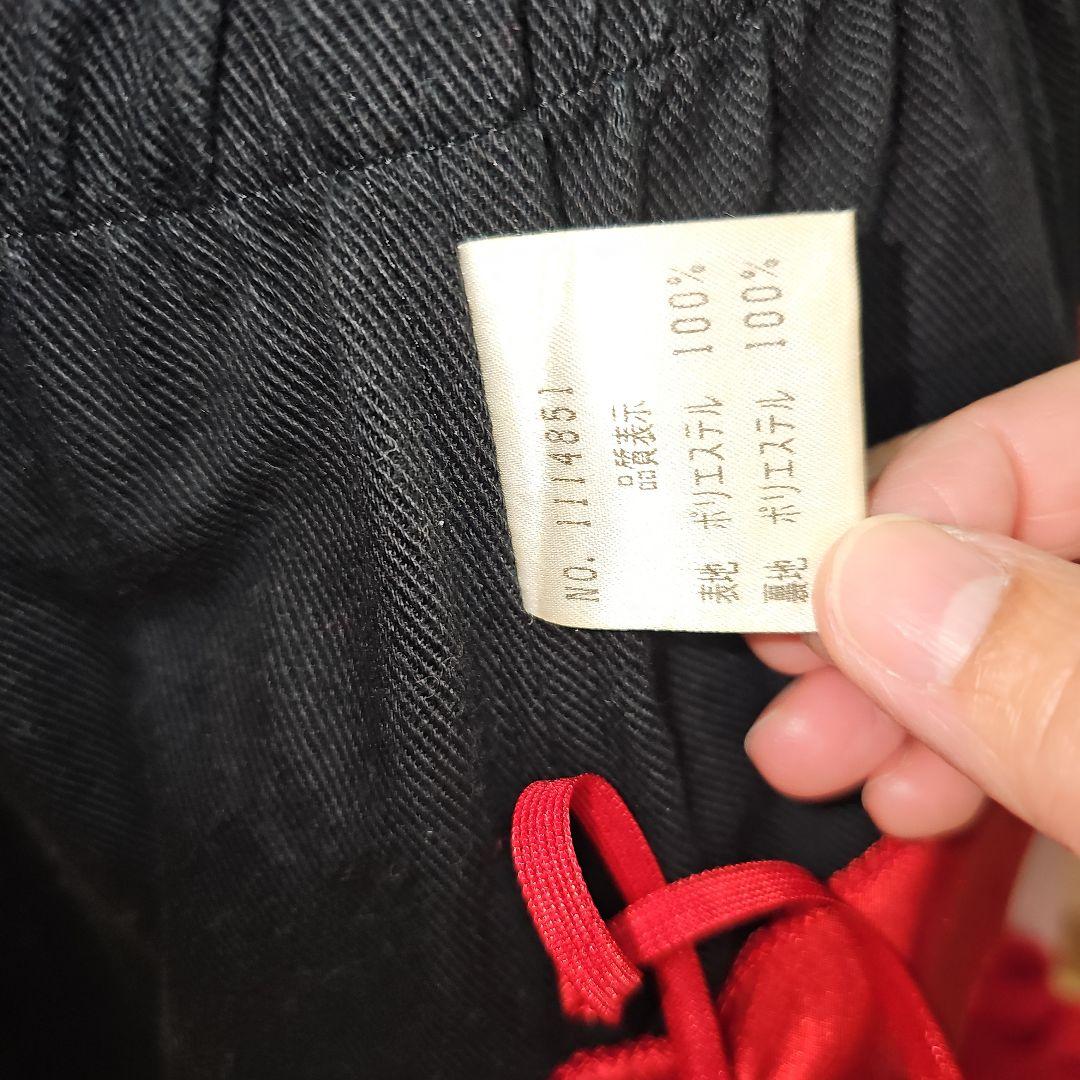 NO. 1114851
品質表示
表地 ポリエステル 100%
裏地 ポリエステル 100%